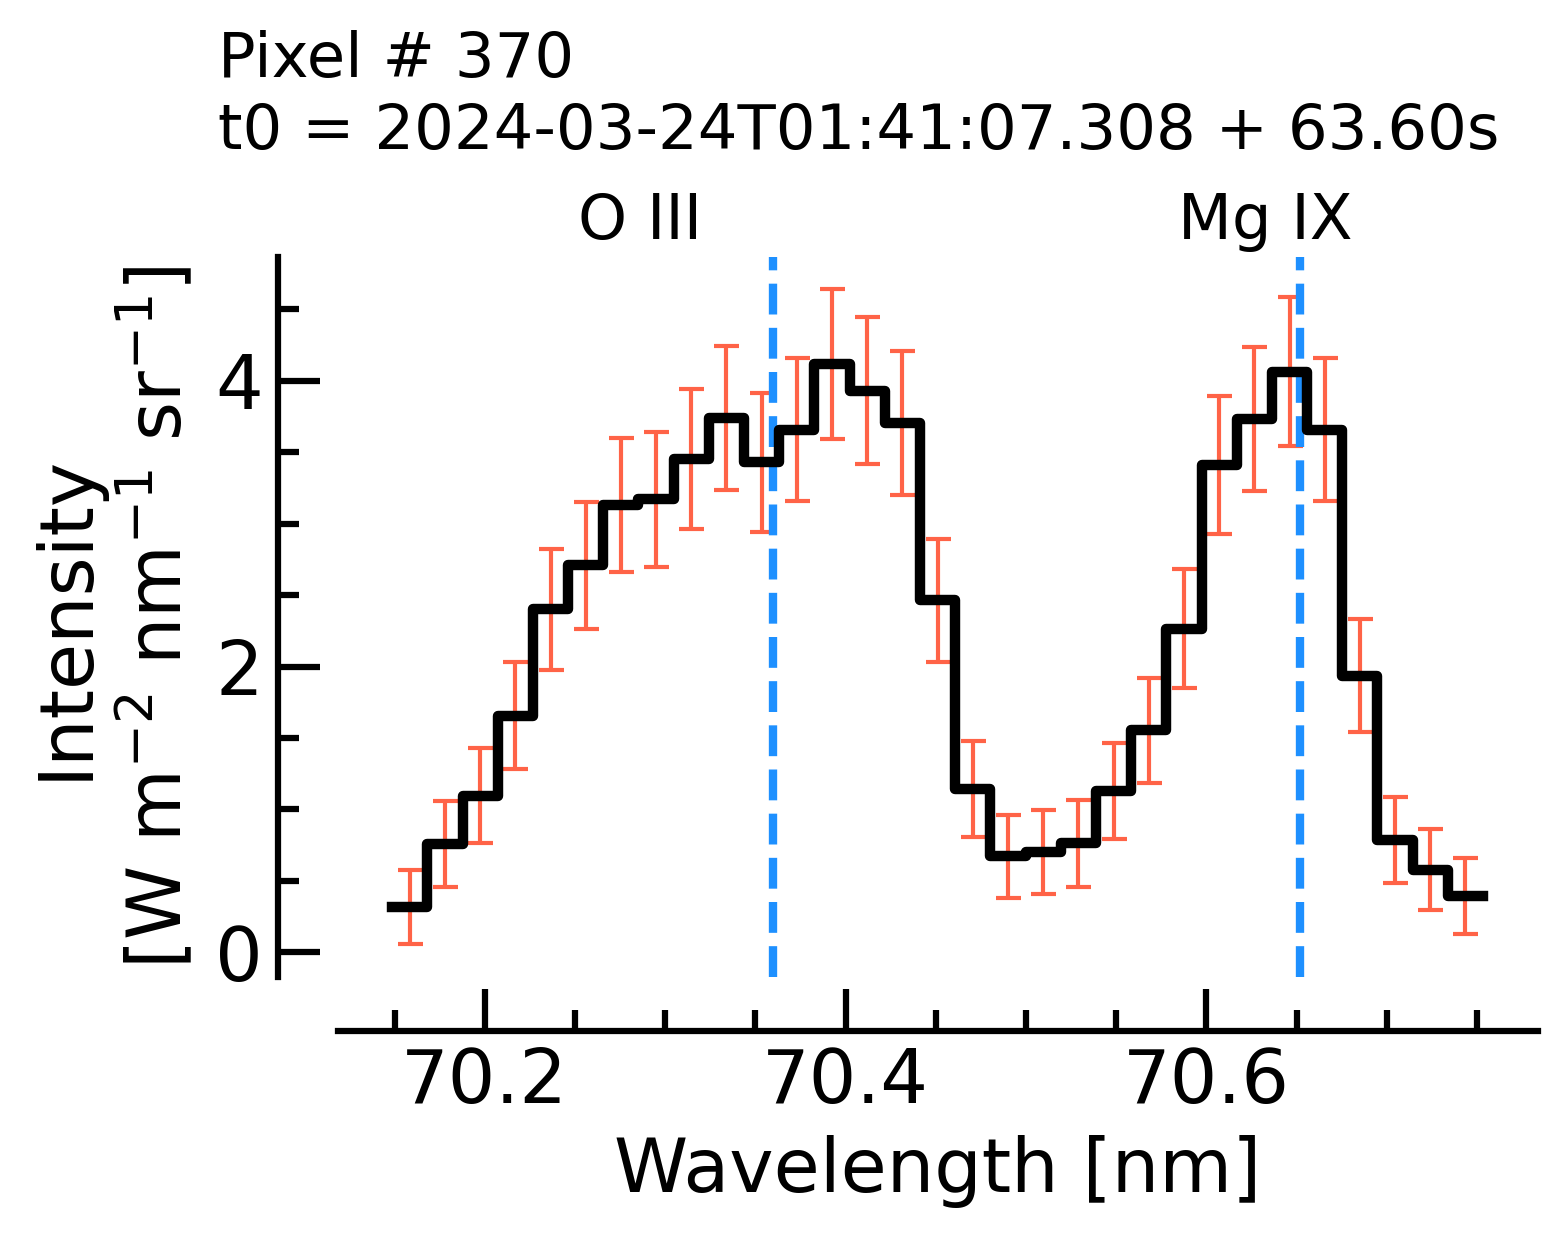 Pixel # 370
t0 = 2024-03-24T01:41:07.308 + 63.60s
O III
Mg IX
Intensity
[W m⁻² nm⁻¹ sr⁻¹]
4
2
0
70.2
70.4
70.6
Wavelength [nm]